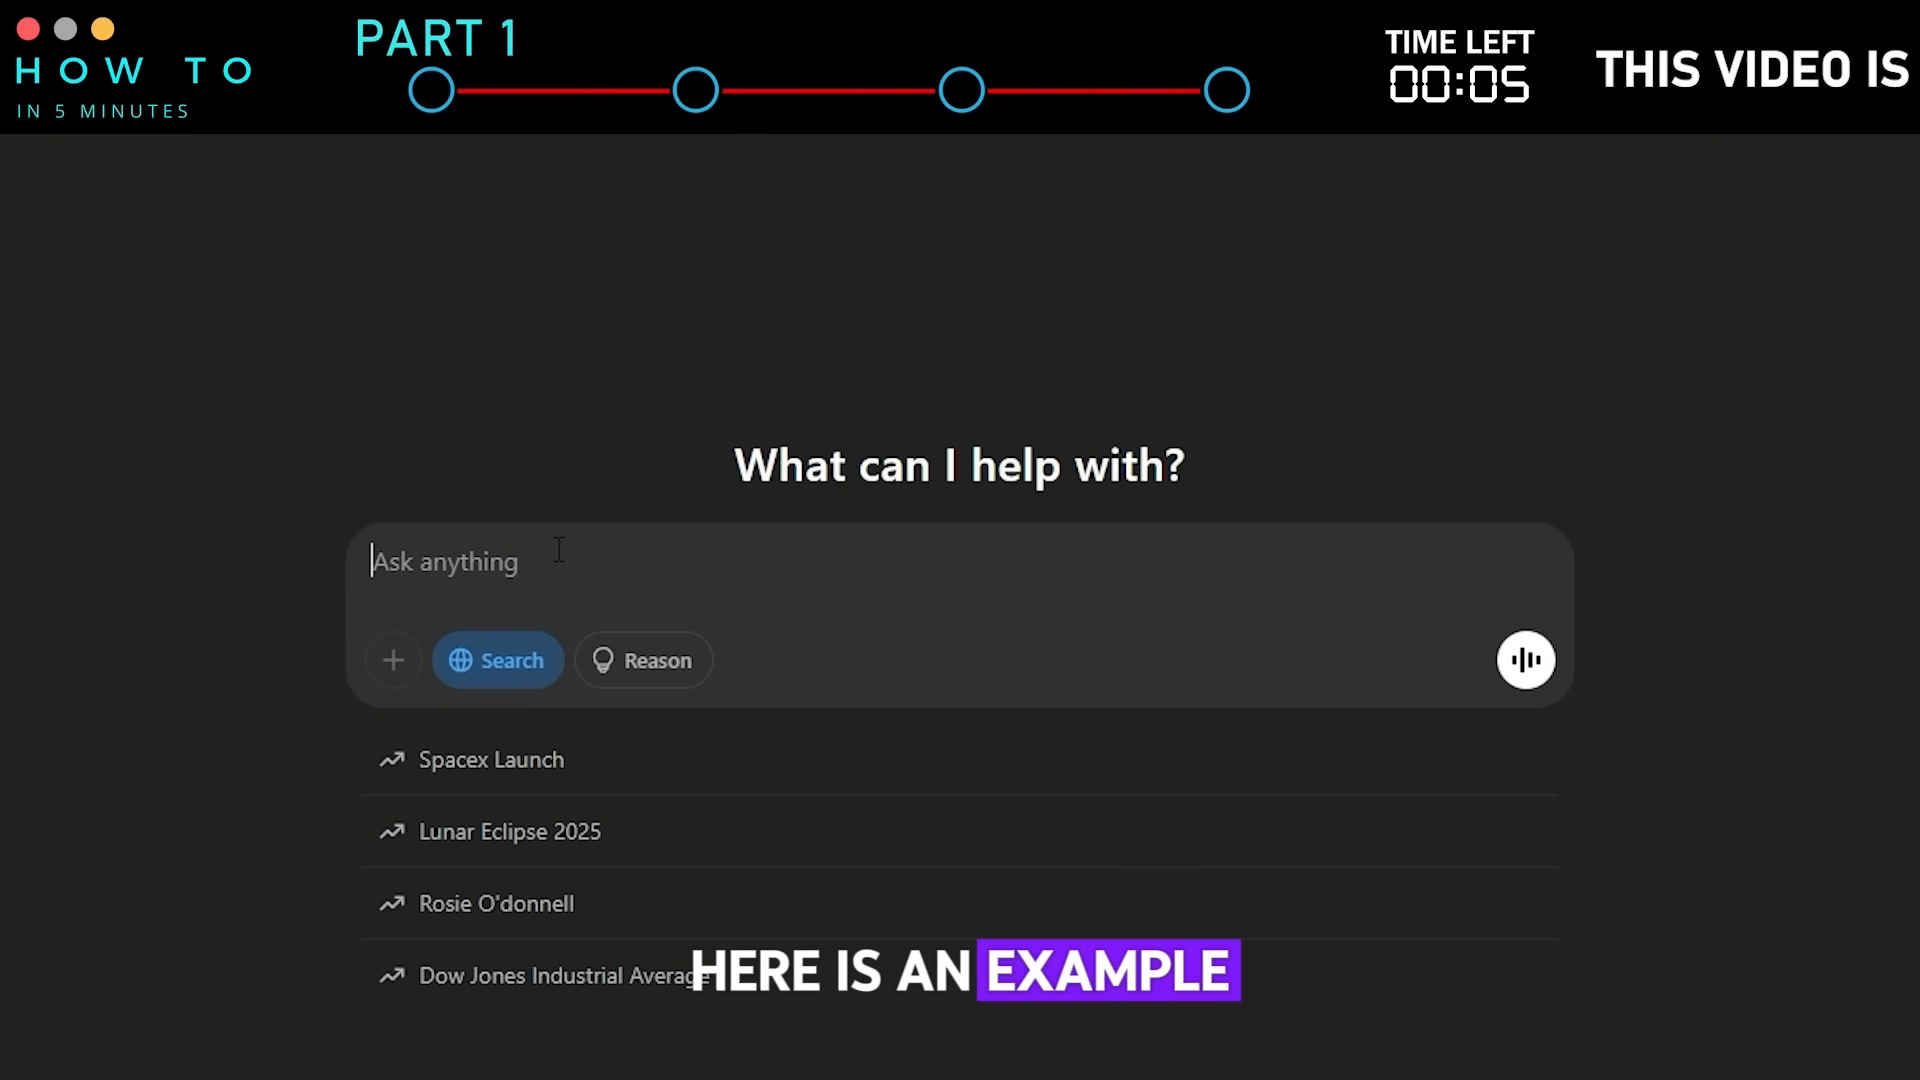 HOW TO
IN 5 MINUTES
PART 1
TIME LEFT
00:05
THIS VIDEO IS
What can I help with?
Ask anything
Search
Reason
Spacex Launch
Lunar Eclipse 2025
Rosie O'donnell
Dow Jones Industrial Average
HERE IS AN EXAMPLE